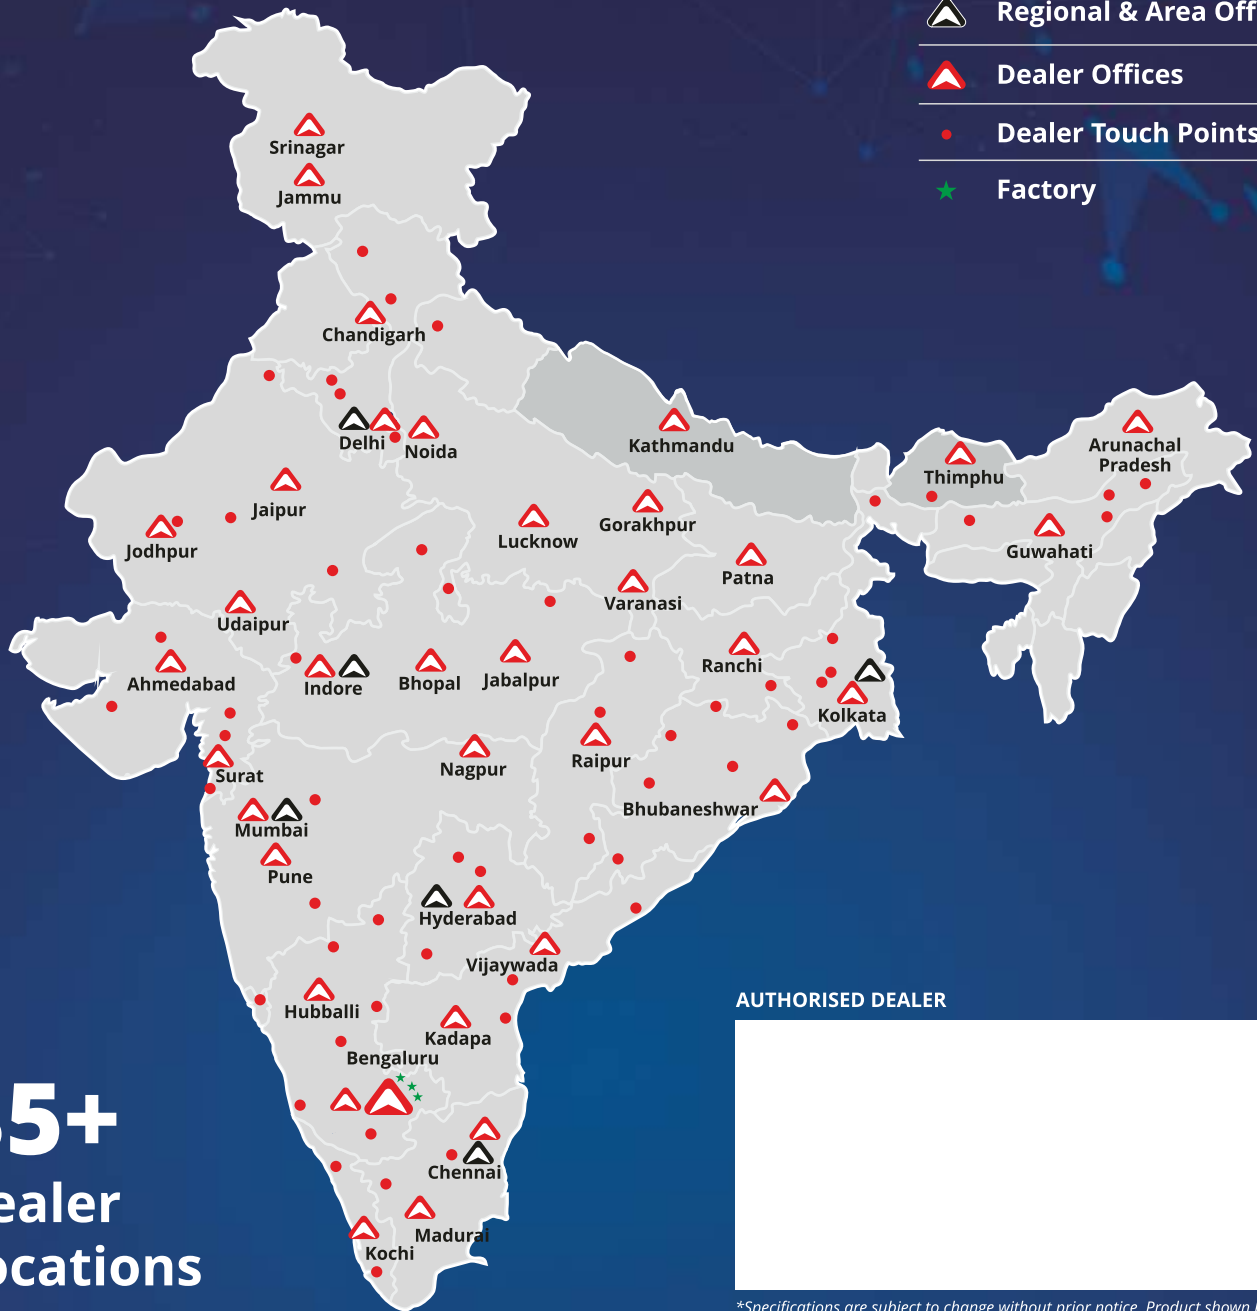 Regional & Area Off
Dealer Offices
Dealer Touch Points
Factory
Srinagar
Jammu
Chandigarh
Delhi
Noida
Kathmandu
Thimphu
Arunachal
Pradesh
Jaipur
Jodhpur
Lucknow
Gorakhpur
Guwahati
Patna
Varanasi
Udaipur
Ahmedabad
Indore
Bhopal
Jabalpur
Ranchi
Kolkata
Surat
Nagpur
Raipur
Bhubaneshwar
Mumbai
Pune
Hyderabad
Vijaywada
Hubballi
Kadapa
Bengaluru
Chennai
Madurai
Kochi
5+
ealer
ocations
AUTHORISED DEALER
*Specifications are subject to change without prior notice. Product shown